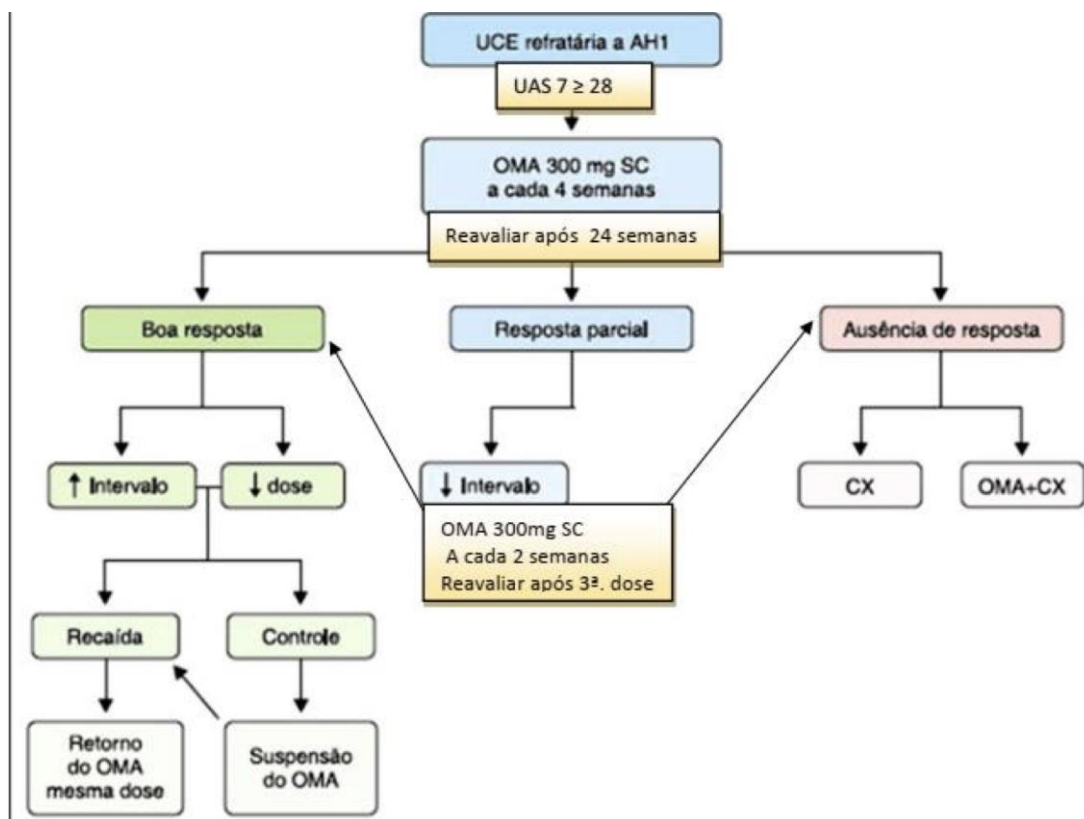 UCE refratária a AH1
UAS 7 ≥ 28
OMA 300 mg SC
a cada 4 semanas
Reavaliar após 24 semanas
Boa resposta
Resposta parcial
Ausência de resposta
↑ Intervalo
↓ dose
↓ Intervalo
CX
OMA+CX
OMA 300mg SC
A cada 2 semanas
Reavaliar após 3ª. dose
Recaída
Controle
Retorno
do OMA
mesma dose
Suspensão
do OMA